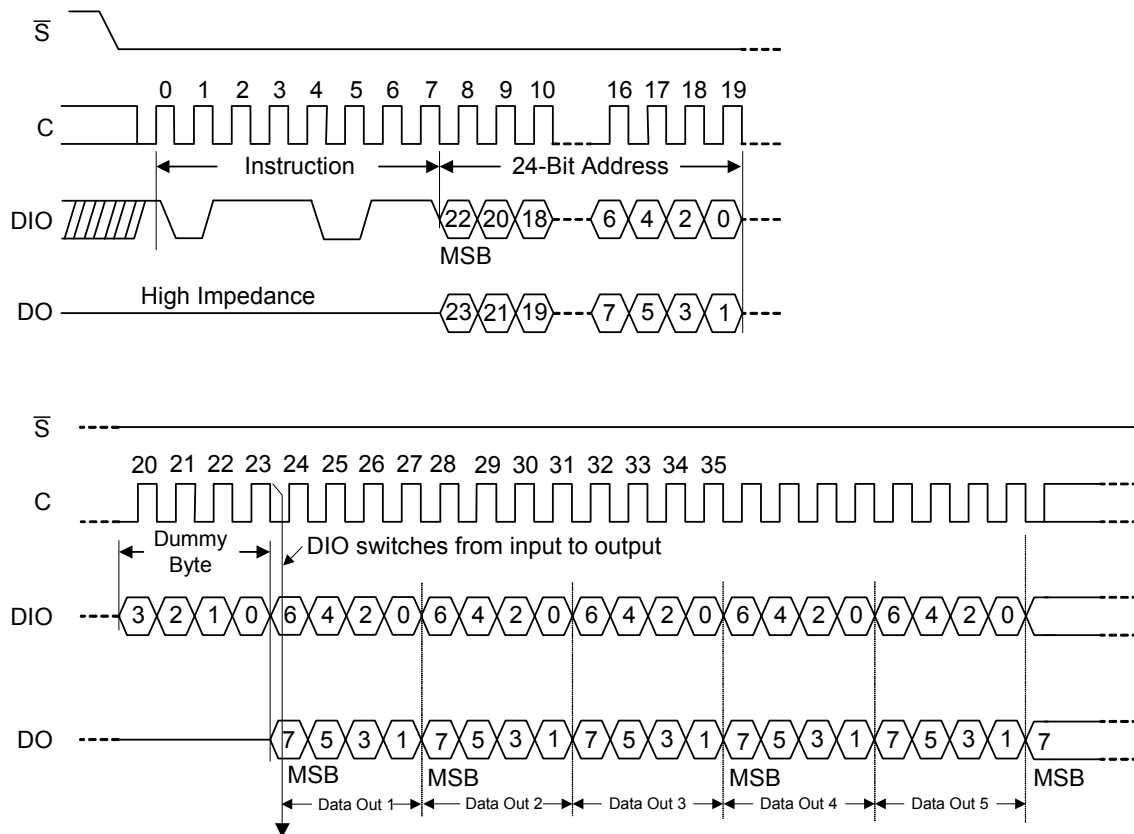 S
0 1 2 3 4 5 6 7 8 9 10 16 17 18 19
C
Instruction 24-Bit Address
DIO 22 20 18 6 4 2 0
MSB
High Impedance
DO 23 21 19 7 5 3 1
S
20 21 22 23 24 25 26 27 28 29 30 31 32 33 34 35
C
Dummy
Byte
DIO switches from input to output
DIO 3 2 1 0 6 4 2 0 6 4 2 0 6 4 2 0 6 4 2 0 6 4 2 0
DO 7 5 3 1 7 5 3 1 7 5 3 1 7 5 3 1 7 5 3 1 7
MSB MSB MSB MSB
Data Out 1 Data Out 2 Data Out 3 Data Out 4 Data Out 5